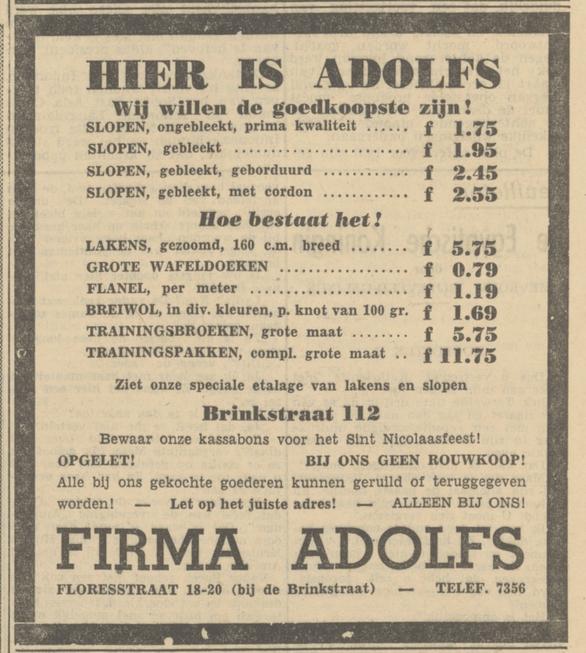 HIER IS ADOLFS
Wij willen de goedkoopste zijn!
SLOPEN, ongebleekt, prima kwaliteit ...... f 1.75
SLOPEN, gebleekt ........................ f 1.95
SLOPEN, gebleekt, geborduurd ............ f 2.45
SLOPEN, gebleekt, met cordon ............ f 2.55
Hoe bestaat het!
LAKENS, gezoomd, 160 c.m. breed ........ f 5.75
GROTE WAFELDOEKEN .................. f 0.79
FLANEL, per meter ...................... f 1.19
BREIWOL, in div. kleuren, p. knot van 100 gr. f 1.69
TRAININGSBROEKEN, grote maat ........ f 5.75
TRAININGSPAKKEN, compl. grote maat .. f 11.75
Ziet onze speciale etalage van lakens en slopen
Brinkstraat 112
Bewaar onze kassabons voor het Sint Nicolaasfeest!
OPGELET! BIJ ONS GEEN ROUWKOOP!
Alle bij ons gekochte goederen kunnen geruild of teruggegeven
worden! — Let op het juiste adres! — ALLEEN BIJ ONS!
FIRMA ADOLFS
FLORESSTRAAT 18-20 (bij de Brinkstraat) — TELEF. 7356